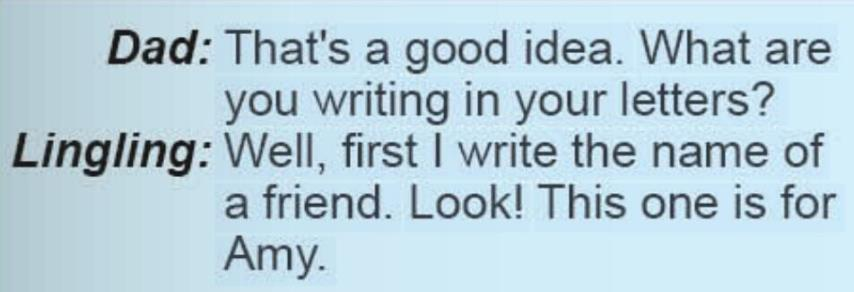 Dad: That's a good idea. What are
you writing in your letters?
Lingling: Well, first I write the name of
a friend. Look! This one is for
Amy.